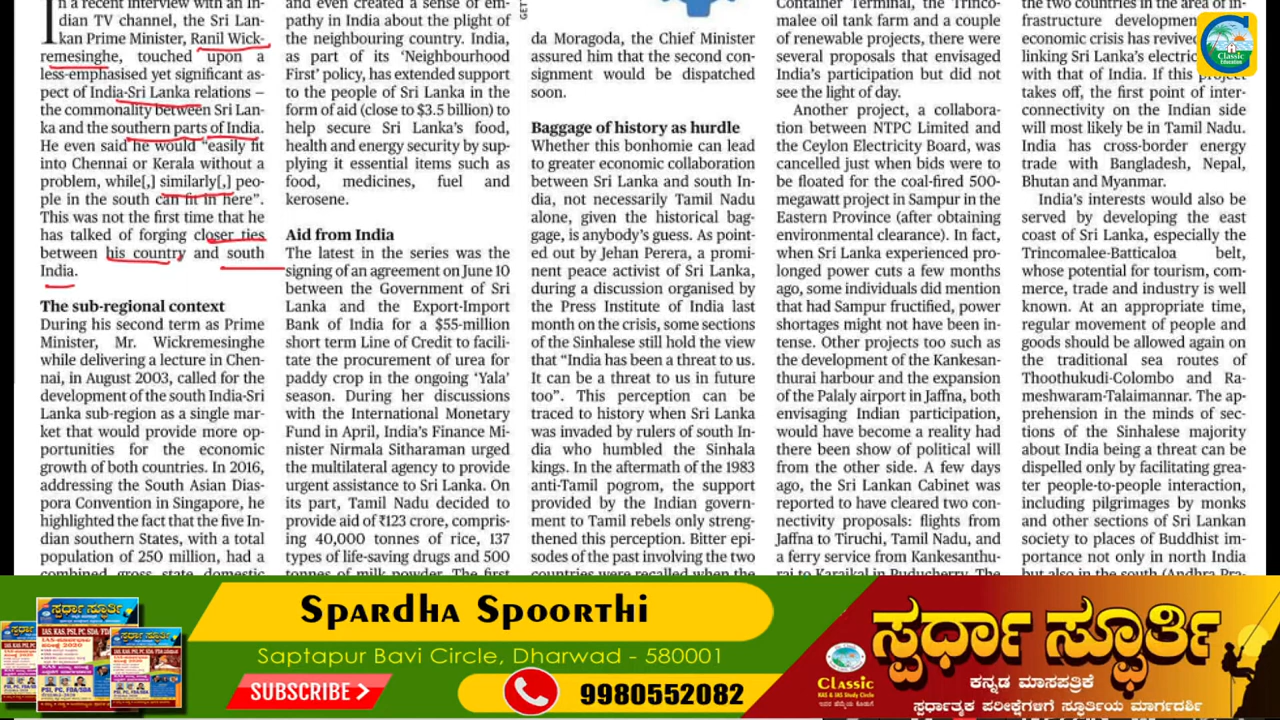 n a recent interview with an In-
dian TV channel, the Sri Lan-
kan Prime Minister, Ranil Wick-
remesinghe, touched upon a
less-emphasised yet significant as-
pect of India-Sri Lanka relations –
the commonality between Sri Lan-
ka and the southern parts of India.
He even said he would “easily fit
into Chennai or Kerala without a
problem, while[,] similarly[,] peo-
ple in the south can fit in here”.
This was not the first time that he
has talked of forging closer ties
between his country and south
India.
The sub-regional context
During his second term as Prime
Minister, Mr. Wickremesinghe
while delivering a lecture in Chen-
nai, in August 2003, called for the
development of the south India-Sri
Lanka sub-region as a single mar-
ket that would provide more op-
portunities for the economic
growth of both countries. In 2016,
addressing the South Asian Dias-
pora Convention in Singapore, he
highlighted the fact that the five In-
dian southern States, with a total
population of 250 million, had a
combined gross state domestic
and even created a sense of em-
pathy in India about the plight of
the neighbouring country. India,
as part of its ‘Neighbourhood
First’ policy, has extended support
to the people of Sri Lanka in the
form of aid (close to $3.5 billion) to
help secure Sri Lanka’s food,
health and energy security by sup-
plying it essential items such as
food, medicines, fuel and
kerosene.
Aid from India
The latest in the series was the
signing of an agreement on June 10
between the Government of Sri
Lanka and the Export-Import
Bank of India for a $55-million
short term Line of Credit to facili-
tate the procurement of urea for
paddy crop in the ongoing ‘Yala’
season. During her discussions
with the International Monetary
Fund in April, India’s Finance Mi-
nister Nirmala Sitharaman urged
the multilateral agency to provide
urgent assistance to Sri Lanka. On
its part, Tamil Nadu decided to
provide aid of ₹123 crore, compris-
ing 40,000 tonnes of rice, 137
types of life-saving drugs and 500
tonnes of milk powder. The first
da Moragoda, the Chief Minister
assured him that the second con-
signment would be dispatched
soon.
Baggage of history as hurdle
Whether this bonhomie can lead
to greater economic collaboration
between Sri Lanka and south In-
dia, not necessarily Tamil Nadu
alone, given the historical bag-
gage, is anybody’s guess. As point-
ed out by Jehan Perera, a promi-
nent peace activist of Sri Lanka,
during a discussion organised by
the Press Institute of India last
month on the crisis, some sections
of the Sinhalese still hold the view
that “India has been a threat to us.
It can be a threat to us in future
too”. This perception can be
traced to history when Sri Lanka
was invaded by rulers of south In-
dia who humbled the Sinhala
kings. In the aftermath of the 1983
anti-Tamil pogrom, the support
provided by the Indian govern-
ment to Tamil rebels only streng-
thened this perception. Bitter epi-
sodes of the past involving the two
countries were recalled when the
Container Terminal, the Trinco-
malee oil tank farm and a couple
of renewable projects, there were
several proposals that envisaged
India’s participation but did not
see the light of day.
Another project, a collabora-
tion between NTPC Limited and
the Ceylon Electricity Board, was
cancelled just when bids were to
be floated for the coal-fired 500-
megawatt project in Sampur in the
Eastern Province (after obtaining
environmental clearance). In fact,
when Sri Lanka experienced pro-
longed power cuts a few months
ago, some individuals did mention
that had Sampur fructified, power
shortages might not have been in-
tense. Other projects too such as
the development of the Kankesan-
thurai harbour and the expansion
of the Palaly airport in Jaffna, both
envisaging Indian participation,
would have become a reality had
there been show of political will
from the other side. A few days
ago, the Sri Lankan Cabinet was
reported to have cleared two con-
nectivity proposals: flights from
Jaffna to Tiruchi, Tamil Nadu, and
a ferry service from Kankesanthu-
rai to Karaikal in Puducherry. The
the two countries in the area of in-
frastructure development
economic crisis has revived
linking Sri Lanka’s electric
with that of India. If this project
takes off, the first point of inter-
connectivity on the Indian side
will most likely be in Tamil Nadu.
India has cross-border energy
trade with Bangladesh, Nepal,
Bhutan and Myanmar.
India’s interests would also be
served by developing the east
coast of Sri Lanka, especially the
Trincomalee-Batticaloa belt,
whose potential for tourism, com-
merce, trade and industry is well
known. At an appropriate time,
regular movement of people and
goods should be allowed again on
the traditional sea routes of
Thoothukudi-Colombo and Ra-
meshwaram-Talaimannar. The ap-
prehension in the minds of sec-
tions of the Sinhalese majority
about India being a threat can be
dispelled only by facilitating grea-
ter people-to-people interaction,
including pilgrimages by monks
and other sections of Sri Lankan
society to places of Buddhist im-
portance not only in north India
but also in the south (Andhra Pra-
Classic
Education
Spardha Spoorthi
Saptapur Bavi Circle, Dharwad - 580001
SUBSCRIBE
9980552082
ಸ್ಪರ್ಧಾ ಸ್ಫೂರ್ತಿ
ಕನ್ನಡ ಮಾಸಪತ್ರಿಕೆ
ಸ್ಪರ್ಧಾತ್ಮಕ ಪರೀಕ್ಷೆಗಳಿಗೆ ಸ್ಫೂರ್ತಿಯ ಮಾರ್ಗದರ್ಶಿ
Classic
KAS & IAS Study Circle